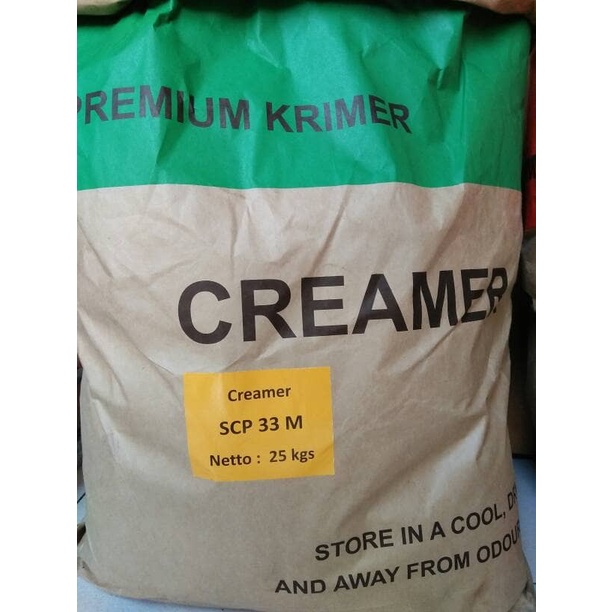 PREMIUM KRIMER
CREAMER
Creamer
SCP 33 M
Netto : 25 kgs
STORE IN A COOL,
AND AWAY FROM